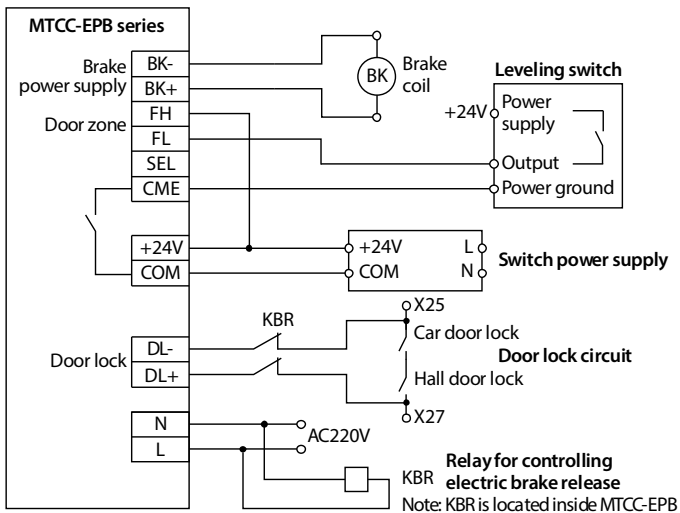 MTCC-EPB series
Brake
power supply
BK-
BK+
Door zone
FH
FL
SEL
CME
+24V
COM
Door lock
DL-
DL+
N
L
BK
Brake
coil
Leveling switch
+24V
Power
supply
Output
Power ground
+24V
COM
L
N
Switch power supply
KBR
X25
Car door lock
Door lock circuit
Hall door lock
X27
AC220V
KBR
Relay for controlling
electric brake release
Note: KBR is located inside MTCC-EPB